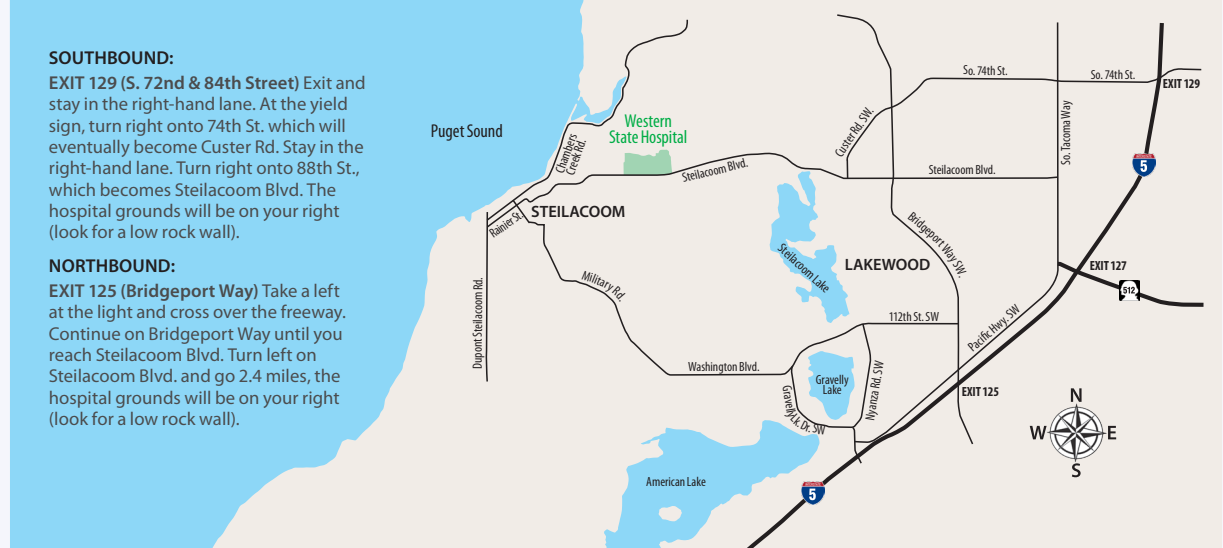 SOUTHBOUND:
EXIT 129 (S. 72nd & 84th Street) Exit and
stay in the right-hand lane. At the yield
sign, turn right onto 74th St. which will
eventually become Custer Rd. Stay in the
right-hand lane. Turn right onto 88th St.,
which becomes Steilacoom Blvd. The
hospital grounds will be on your right
(look for a low rock wall).
NORTHBOUND:
EXIT 125 (Bridgeport Way) Take a left
at the light and cross over the freeway.
Continue on Bridgeport Way until you
reach Steilacoom Blvd. Turn left on
Steilacoom Blvd. and go 2.4 miles, the
hospital grounds will be on your right
(look for a low rock wall).
Puget Sound
Chambers
Creek Rd.
Western
State Hospital
Steilacoom Blvd.
Custer Rd. SW.
So. 74th St.
So. 74th St.
EXIT 129
So. Tacoma Way
5
Steilacoom Blvd.
Rainier St.
STEILACOOM
Bridgeport Way SW.
Steilacoom Lake
LAKEWOOD
EXIT 127
512
Dupont Steilacoom Rd.
Military Rd.
112th St. SW
Pacific Hwy. SW
Washington Blvd.
Gravelly
Lake
Nyanza Rd. SW
Gravelly Lk. Dr. SW
EXIT 125
N
W
E
S
American Lake
5